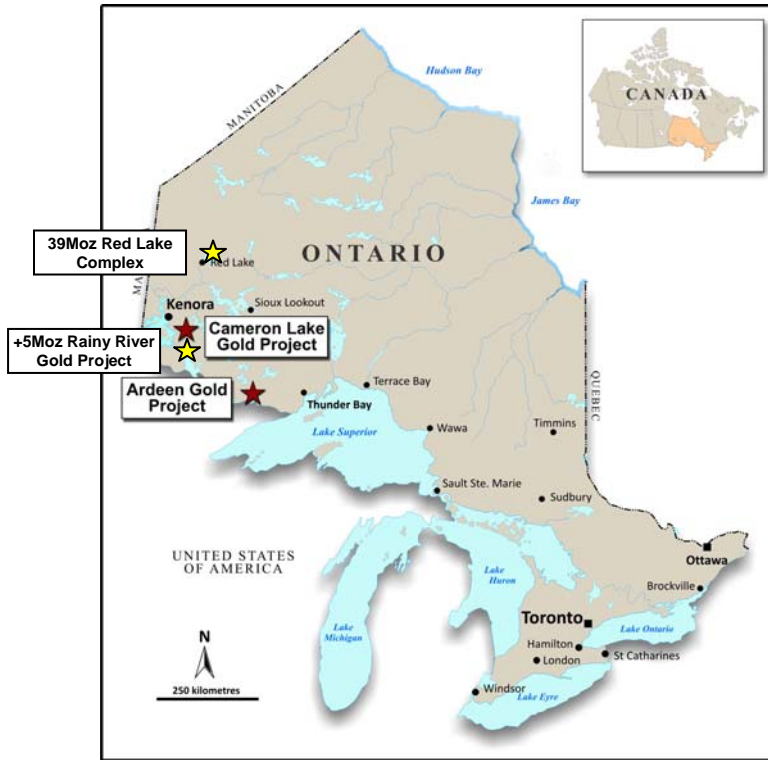 Hudson Bay
CANADA
MANITOBA
James Bay
39Moz Red Lake
Complex
Red Lake
ONTARIO
Kenora
Sioux Lookout
Cameron Lake
Gold Project
+5Moz Rainy River
Gold Project
QUEBEC
Ardeen Gold
Project
Terrace Bay
Thunder Bay
Lake Superior
Wawa
Timmins
Sault Ste. Marie
Sudbury
UNITED STATES
OF AMERICA
Lake
Huron
Ottawa
Brockville
Lake
Michigan
Toronto
Lake Ontario
Hamilton
St Catharines
London
N
250 kilometres
Windsor
Lake Eyre